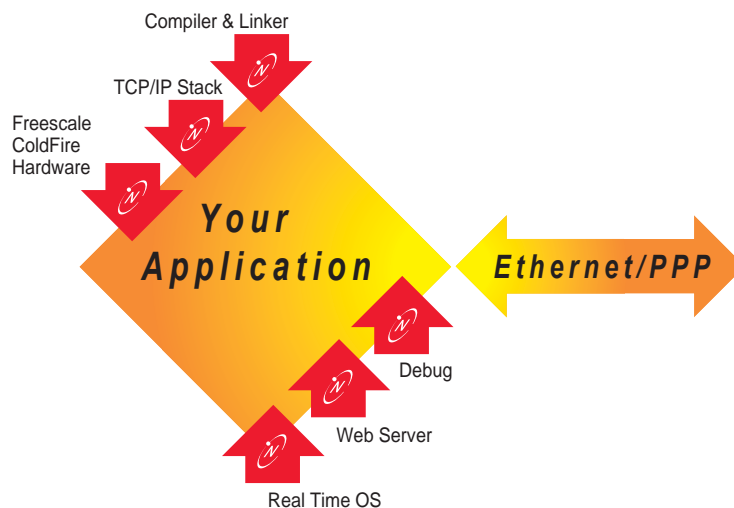 Compiler & Linker
TCP/IP Stack
Freescale
ColdFire
Hardware
Your
Application
Ethernet/PPP
Debug
Web Server
Real Time OS